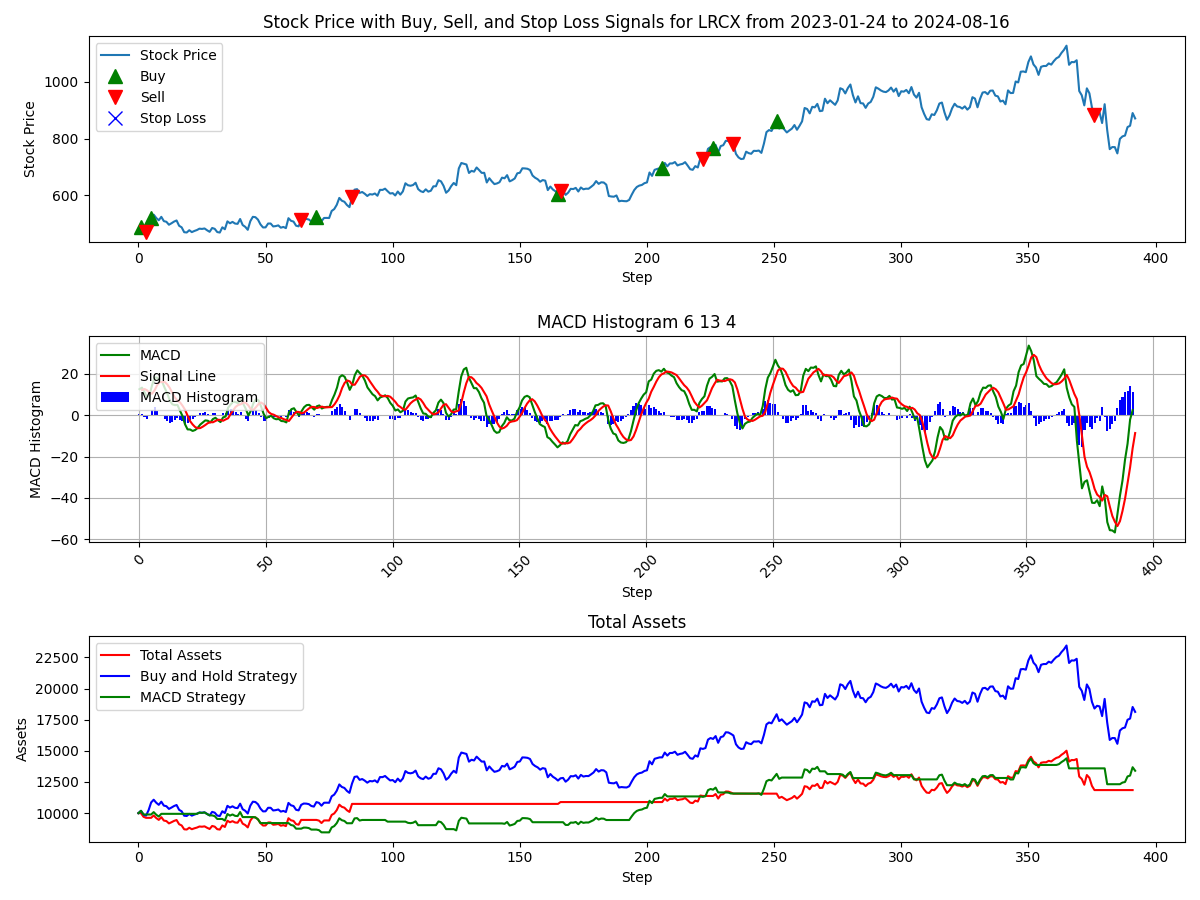 Stock Price with Buy, Sell, and Stop Loss Signals for LRCX from 2023-01-24 to 2024-08-16
Stock Price
Buy
Sell
Stop Loss
Stock Price
1000
800
600
0 50 100 150 200 250 300 350 400
Step
MACD Histogram 6 13 4
MACD
Signal Line
MACD Histogram
MACD Histogram
20
0
−20
−40
−60
0 50 100 150 200 250 300 350 400
Step
Total Assets
Total Assets
Buy and Hold Strategy
MACD Strategy
Assets
22500
20000
17500
15000
12500
10000
0 50 100 150 200 250 300 350 400
Step